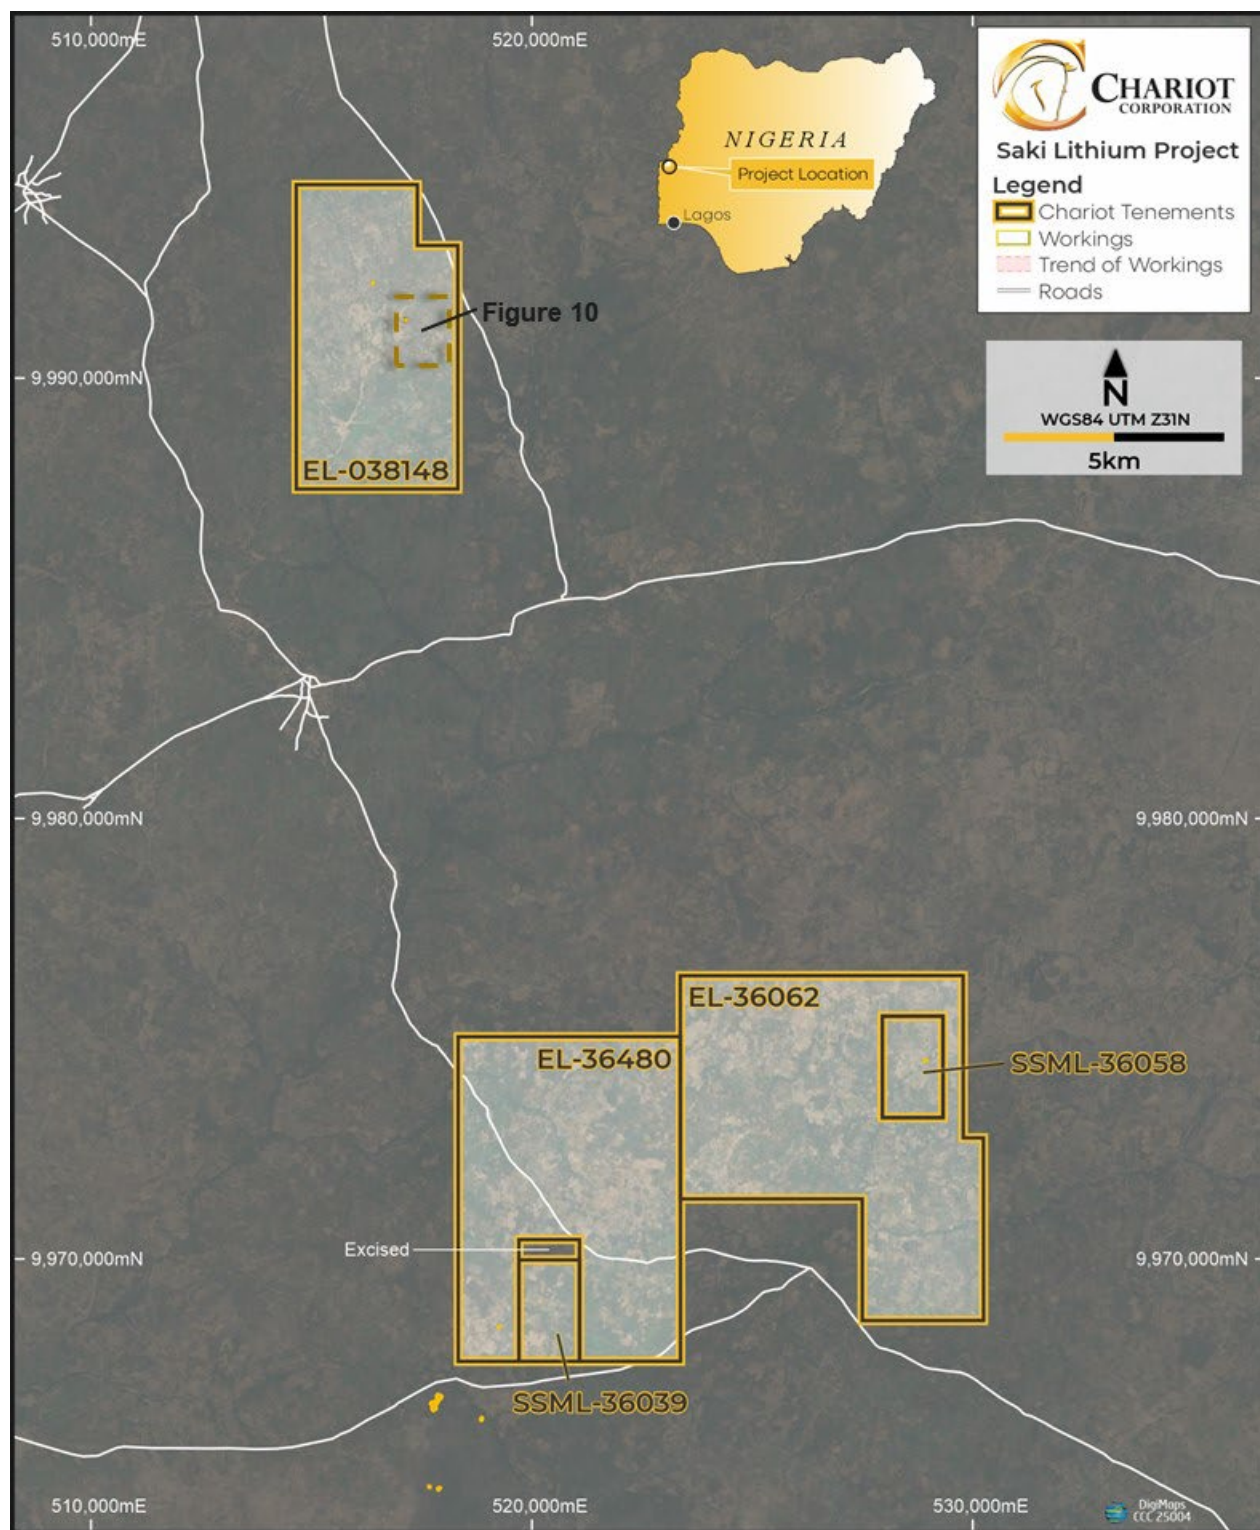 510,000mE
520,000mE
CHARIOT
CORPORATION
Saki Lithium Project
Legend
Chariot Tenements
Workings
Trend of Workings
Roads
NIGERIA
Project Location
Lagos
Figure 10
9,990,000mN
N
WGS84 UTM Z31N
5km
EL-038148
9,980,000mN
9,980,000mN
EL-36062
EL-36480
SSML-36058
Excised
9,970,000mN
9,970,000mN
SSML-36039
510,000mE
520,000mE
530,000mE
DigiMaps
CCC 25004